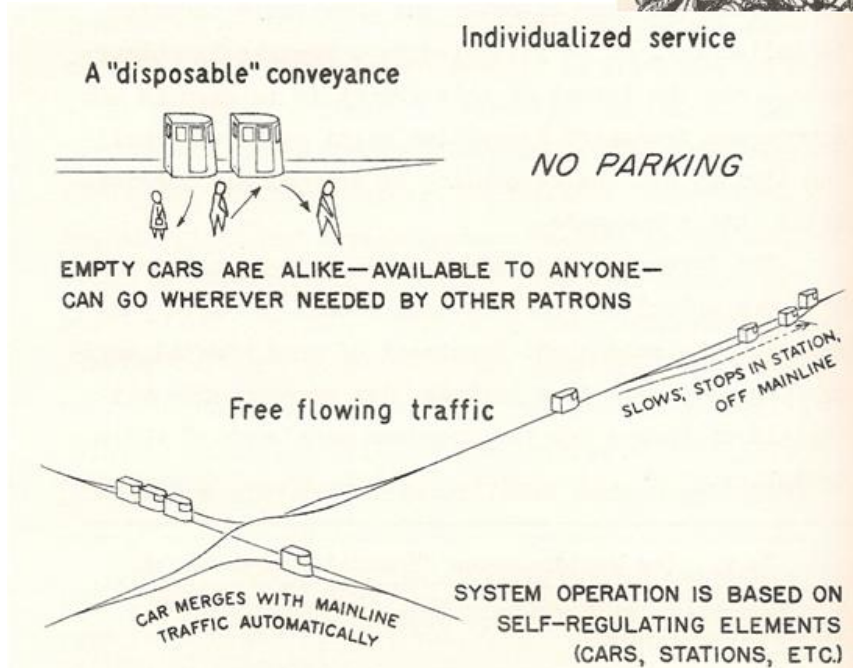 Individualized service
A "disposable" conveyance
NO PARKING
EMPTY CARS ARE ALIKE—AVAILABLE TO ANYONE—
CAN GO WHEREVER NEEDED BY OTHER PATRONS
SLOWS; STOPS IN STATION,
OFF MAINLINE
Free flowing traffic
CAR MERGES WITH MAINLINE
TRAFFIC AUTOMATICALLY
SYSTEM OPERATION IS BASED ON
SELF-REGULATING ELEMENTS
(CARS, STATIONS, ETC.)